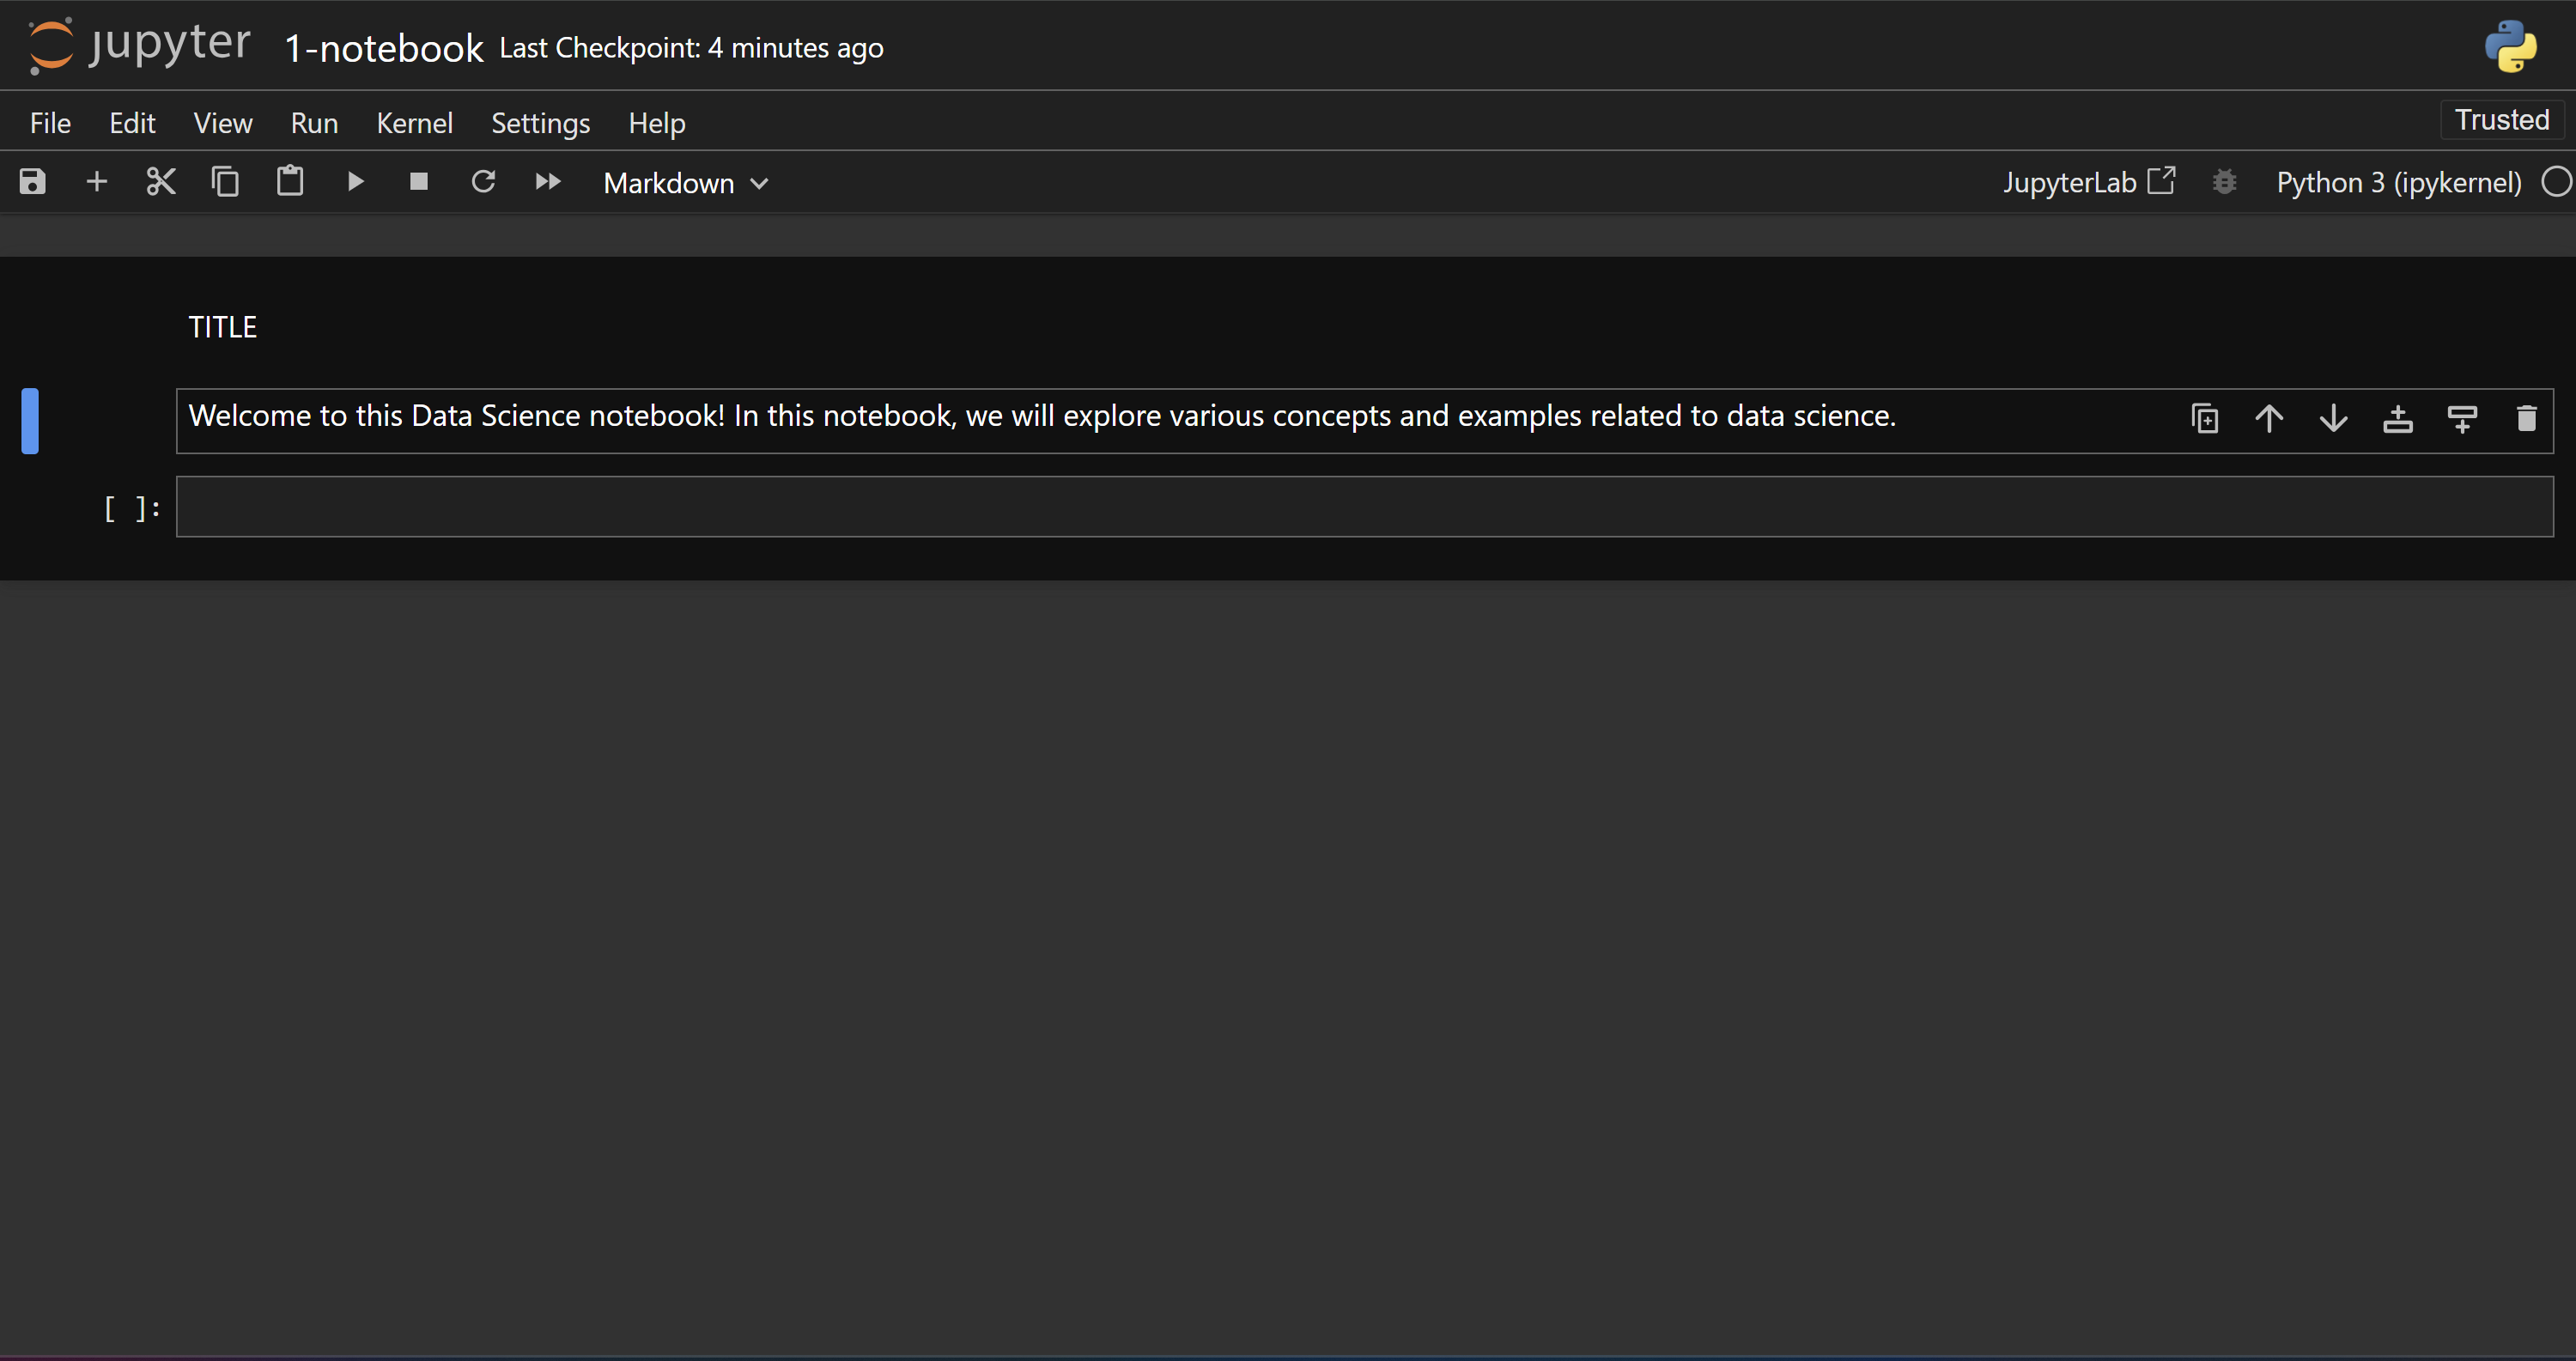 jupyter 1-notebook Last Checkpoint: 4 minutes ago
File Edit View Run Kernel Settings Help Trusted
Markdown JupyterLab Python 3 (ipykernel)
TITLE
Welcome to this Data Science notebook! In this notebook, we will explore various concepts and examples related to data science.
[ ]: